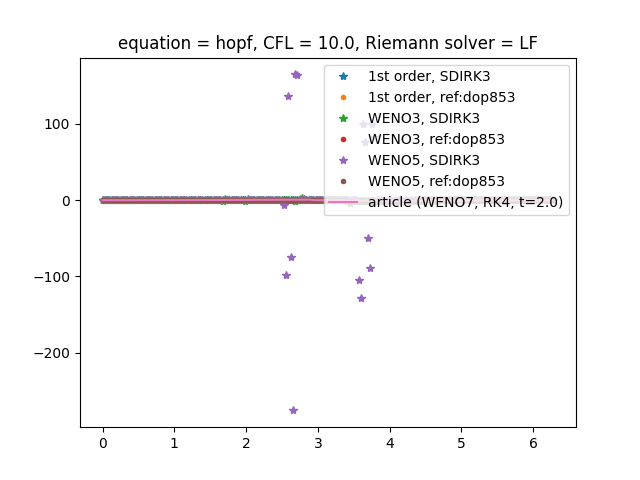 equation = hopf, CFL = 10.0, Riemann solver = LF
1st order, SDIRK3
1st order, ref:dop853
WENO3, SDIRK3
WENO3, ref:dop853
WENO5, SDIRK3
WENO5, ref:dop853
article (WENO7, RK4, t=2.0)
100
0
−100
−200
0 1 2 3 4 5 6